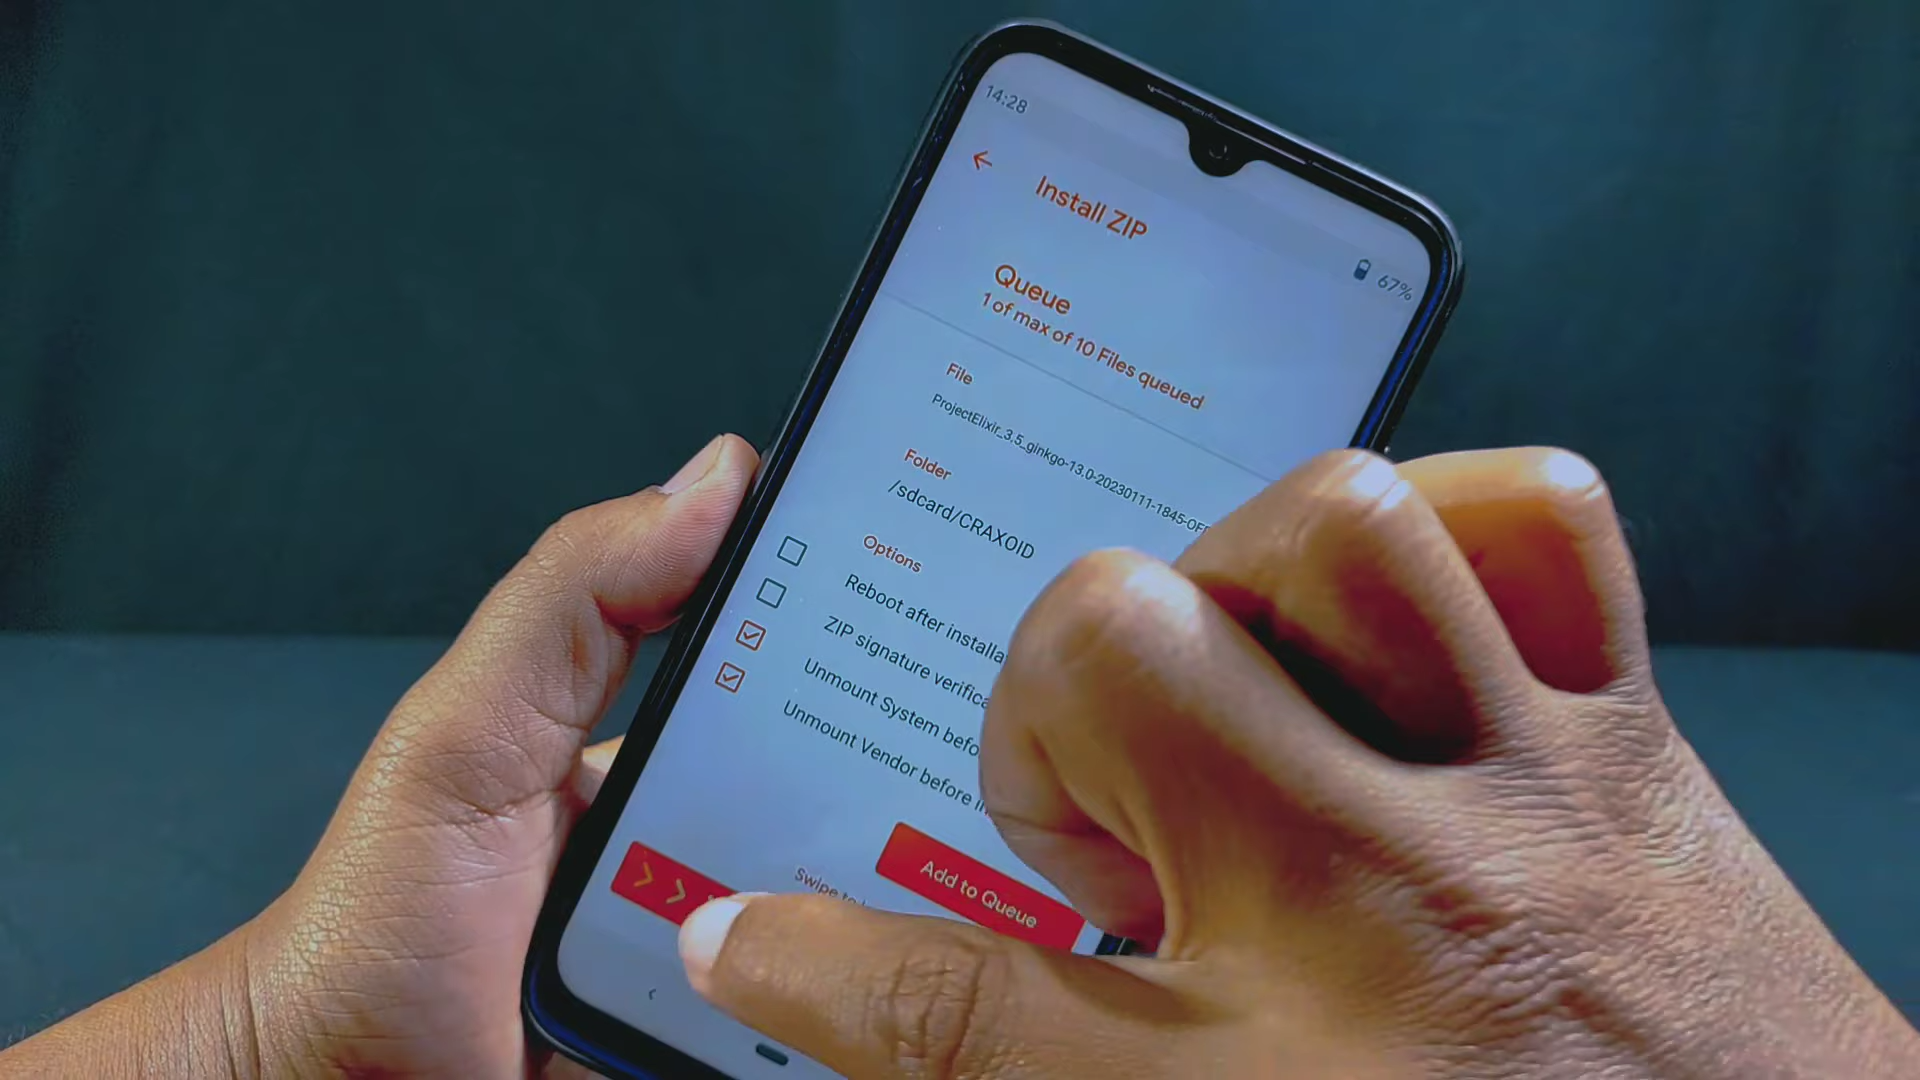 14:28
67%
Install ZIP
Queue
1 of max of 10 Files queued
File
ProjectElixir_3.5_ginkgo-13.0-20230111-1845-OF
Folder
/sdcard/CRAXOID
Options
Reboot after installa
ZIP signature verifica
Unmount System befo
Unmount Vendor before
Add to Queue
Swipe to